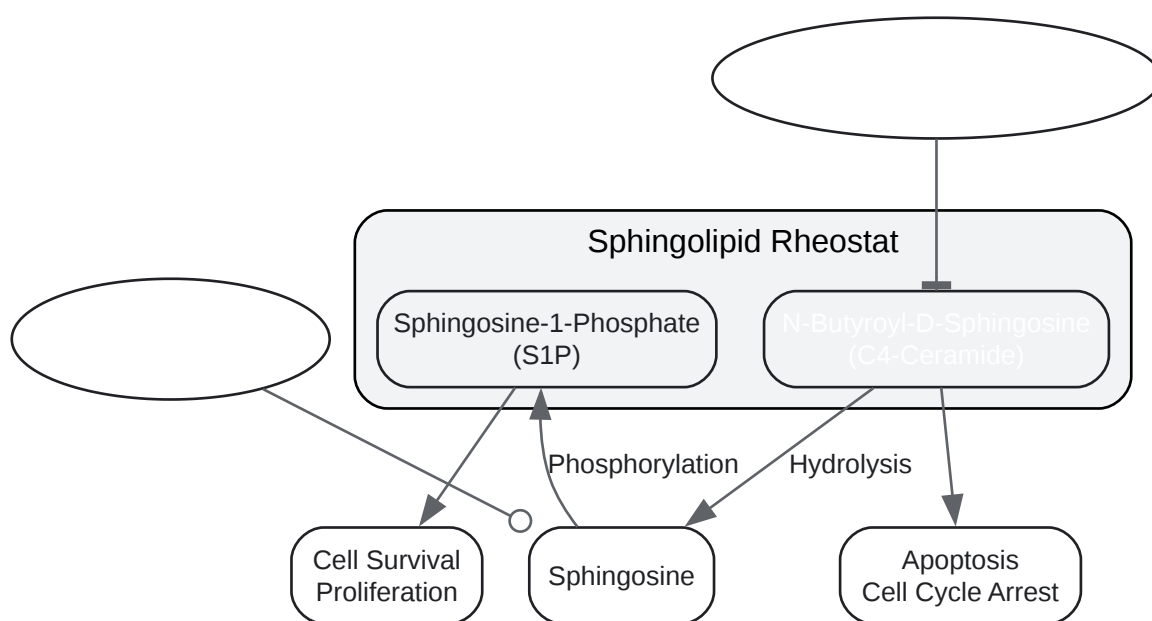 Sphingolipid Rheostat
Sphingosine-1-Phosphate
(S1P)
N-Butyroyl-D-Sphingosine
(C4-Ceramide)
Phosphorylation
Hydrolysis
Cell Survival
Proliferation
Sphingosine
Apoptosis
Cell Cycle Arrest